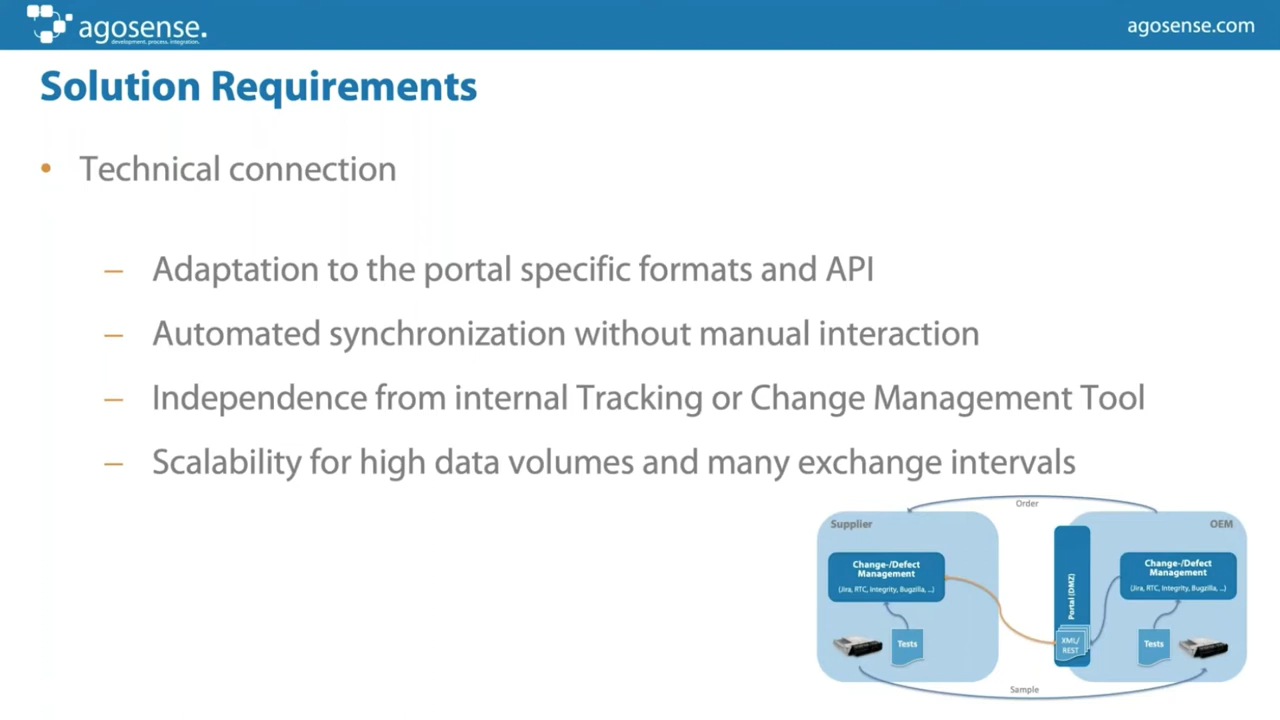 agosense.
development, process, integration.
agosense.com
Solution Requirements
• Technical connection
– Adaptation to the portal specific formats and API
– Automated synchronization without manual interaction
– Independence from internal Tracking or Change Management Tool
– Scalability for high data volumes and many exchange intervals
Order
Supplier
OEM
Change-/Defect
Management
(Jira, RTC, Integrity, Bugzilla, ...)
Portal (DMZ)
Change-/Defect
Management
(Jira, RTC, Integrity, Bugzilla, ...)
Tests
XML/
REST
Tests
Sample